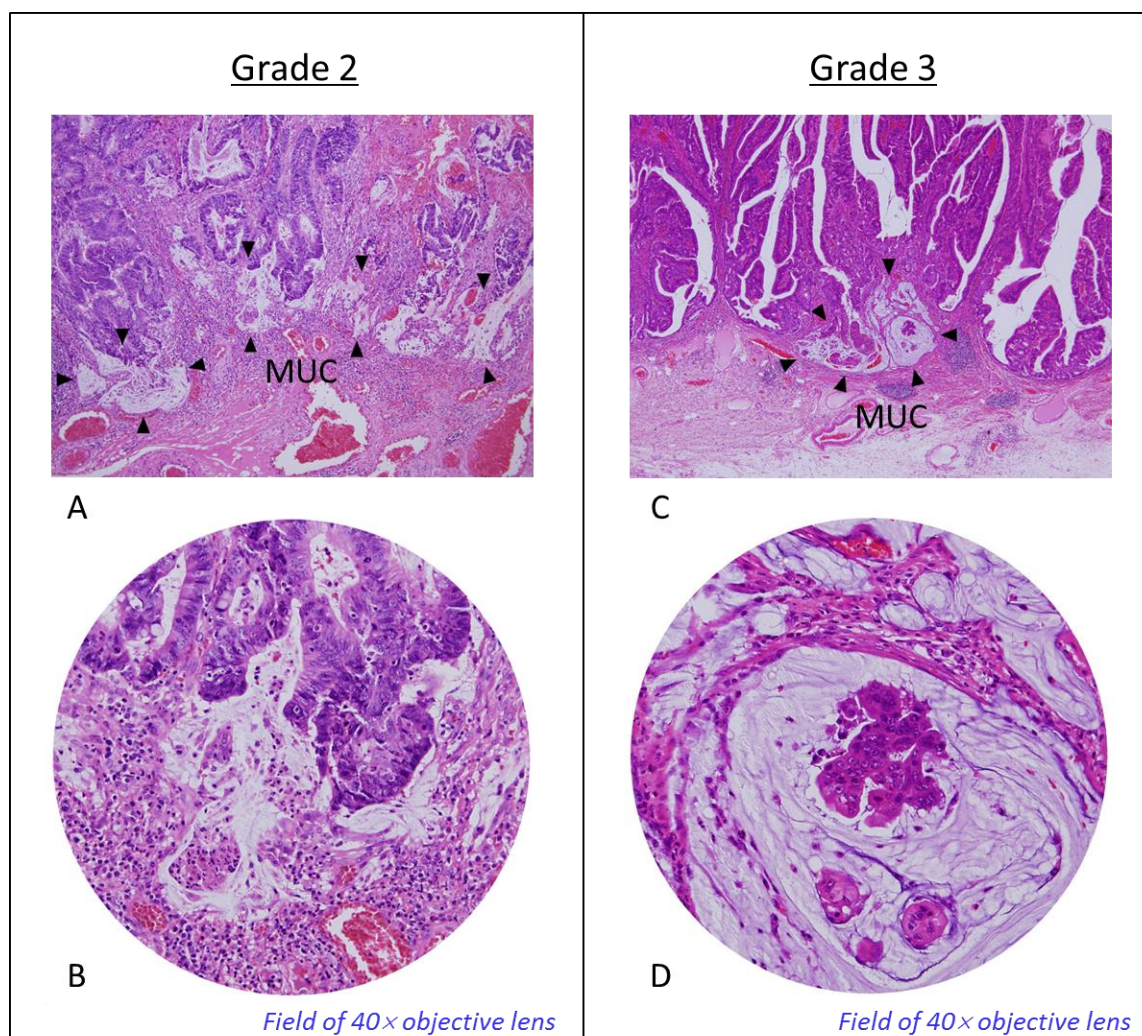 Grade 2
Grade 3
MUC
MUC
A
C
B
D
Field of 40× objective lens
Field of 40× objective lens